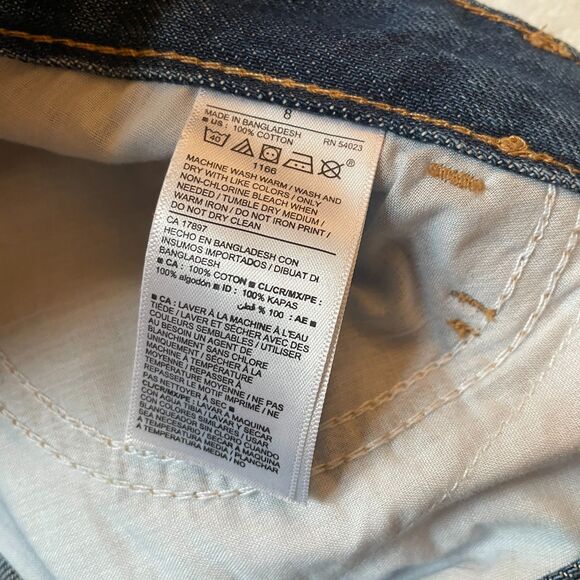 8
MADE IN BANGLADESH RN 54023
■ US : 100% COTTON
40
1166
MACHINE WASH WARM / WASH AND
DRY WITH LIKE COLORS / ONLY
NON-CHLORINE BLEACH WHEN
NEEDED / TUMBLE DRY MEDIUM /
WARM IRON / DO NOT IRON PRINT /
DO NOT DRY CLEAN
CA 17897
HECHO EN BANGLADESH CON
INSUMOS IMPORTADOS / DIBUAT DI
BANGLADESH
■ CA : 100% COTON ■ CL/CR/MX/PE :
100% algodón ■ ID : 100% KAPAS
■ AE : 100 % قطن
■ CA : LAVER À LA MACHINE À L'EAU
TIÈDE / LAVER ET SÉCHER AVEC DES
COULEURS SEMBLABLES / UTILISER
AU BESOIN UN AGENT DE
BLANCHIMENT SANS CHLORE
UNIQUEMENT / SÉCHER À LA MACHINE
TEMPÉRATURE
MOYENNE / REPASSER À
TEMPÉRATURE MOYENNE / NE PAS
REPASSER LE MOTIF IMPRIMÉ / NE
PAS NETTOYER À SEC ■
CL/CR/MX/PE : LAVAR A MAQUINA
CON AGUA TIBIA / LAVAR Y SECAR
CON COLORES SIMILARES / USAR
BLANQUEADOR SIN CLORO CUANDO
SEA NECESARIO / SECAR A MAQUINA
A TEMPERATURA MEDIA / PLANCHAR
A TEMPERATURA MEDIA / NO